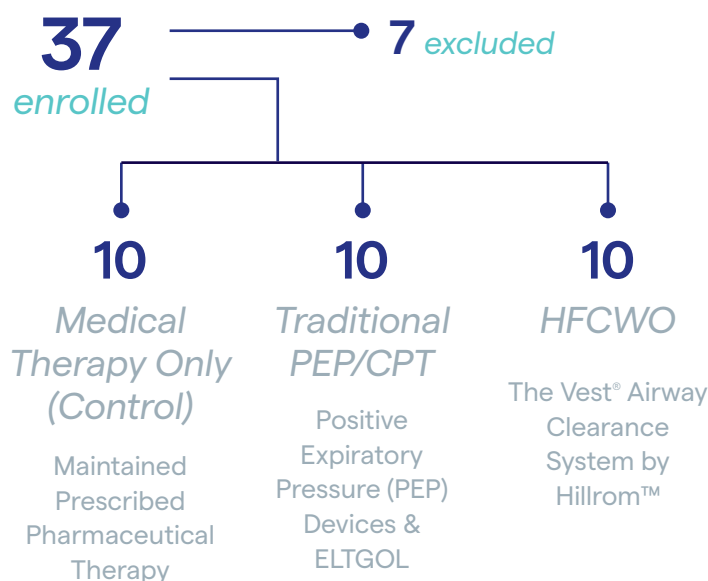 37
enrolled
7 excluded
10
Medical
Therapy Only
(Control)
Maintained
Prescribed
Pharmaceutical
Therapy
10
Traditional
PEP/CPT
Positive
Expiratory
Pressure (PEP)
Devices &
ELTGOL
10
HFCWO
The Vest® Airway
Clearance
System by
Hillrom™